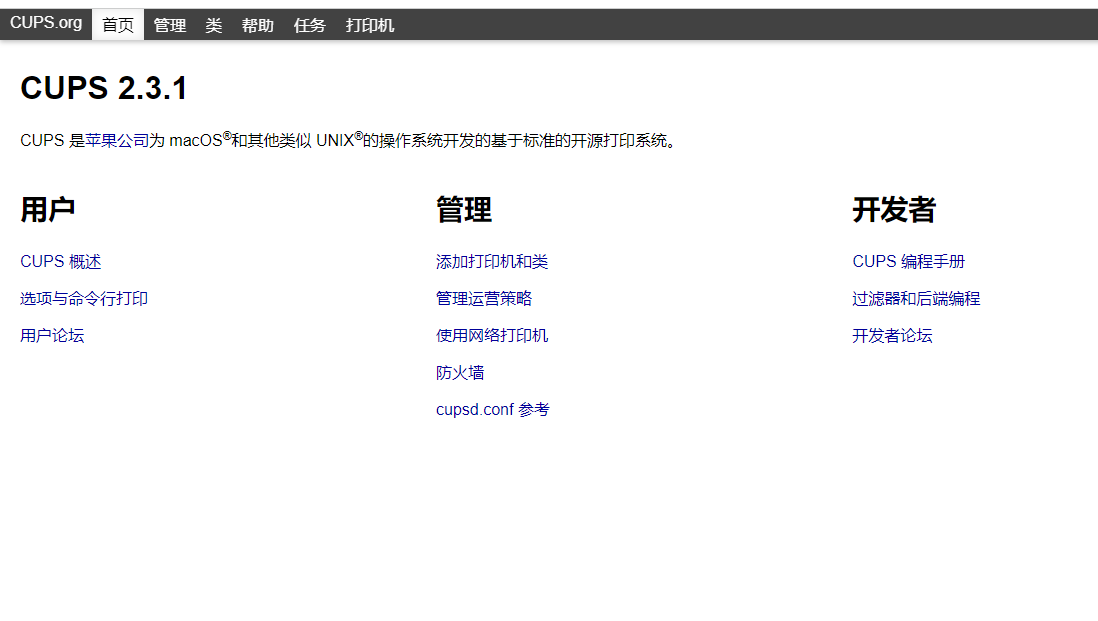 CUPS.org 首页 管理 类 帮助 任务 打印机
CUPS 2.3.1
CUPS 是苹果公司为 macOS®和其他类似 UNIX®的操作系统开发的基于标准的开源打印系统。
用户
CUPS 概述
选项与命令行打印
用户论坛
管理
添加打印机和类
管理运营策略
使用网络打印机
防火墙
cupsd.conf 参考
开发者
CUPS 编程手册
过滤器和后端编程
开发者论坛